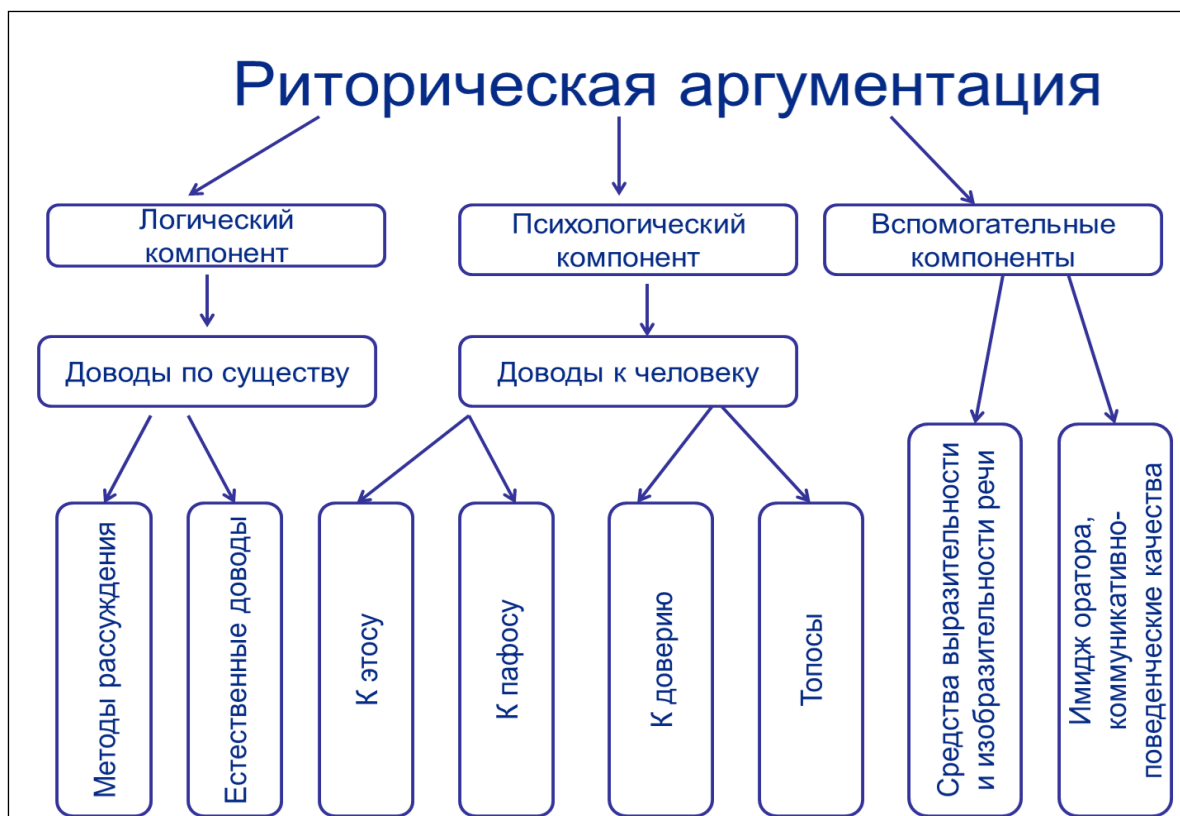 Риторическая аргументация
Логический
компонент
Психологический
компонент
Вспомогательные
компоненты
Доводы по существу
Доводы к человеку
Методы рассуждения
Естественные доводы
К этосу
К пафосу
К доверию
Топосы
Средства выразительности
и изобразительности речи
Имидж оратора,
коммуникативно-
поведенческие качества